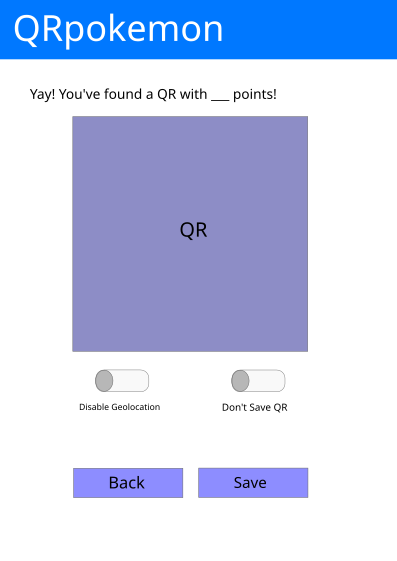 QRpokemon
Yay! You've found a QR with ___ points!
QR
Disable Geolocation
Don't Save QR
Back
Save